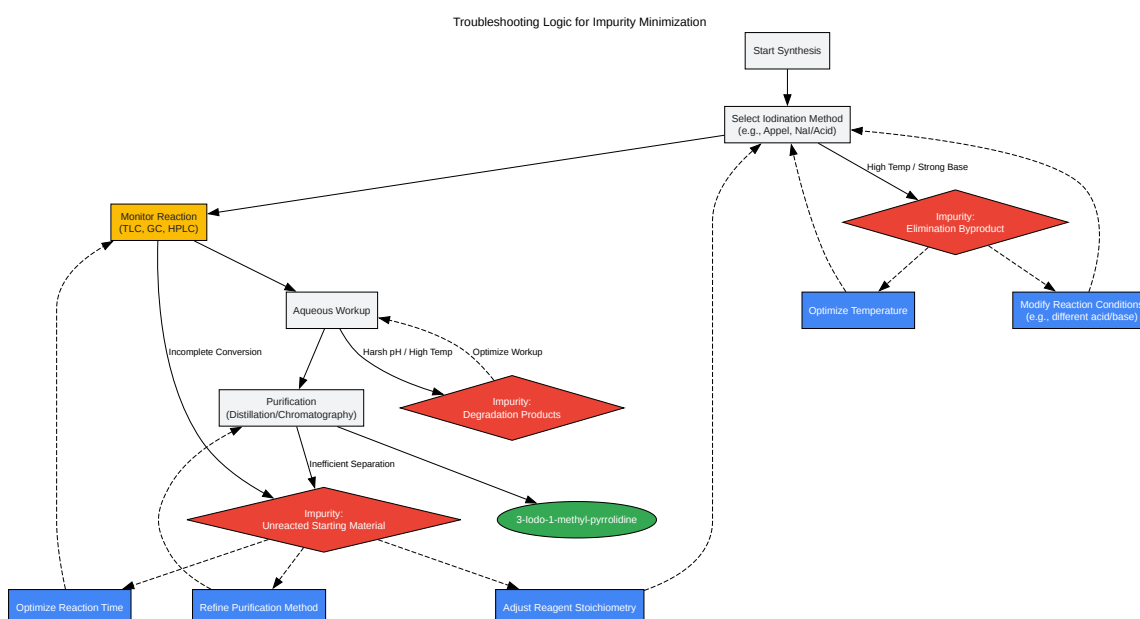 Troubleshooting Logic for Impurity Minimization
Start Synthesis
Select Iodination Method
(e.g., Appel, NaI/Acid)
High Temp / Strong Base
Monitor Reaction
(TLC, GC, HPLC)
Impurity:
Elimination Byproduct
Aqueous Workup
Optimize Temperature
Modify Reaction Conditions
(e.g., different acid/base)
Incomplete Conversion
Harsh pH / High Temp
Optimize Workup
Purification
(Distillation/Chromatography)
Impurity:
Degradation Products
Inefficient Separation
Impurity:
Unreacted Starting Material
3-Iodo-1-methyl-pyrrolidine
Optimize Reaction Time
Refine Purification Method
Adjust Reagent Stoichiometry